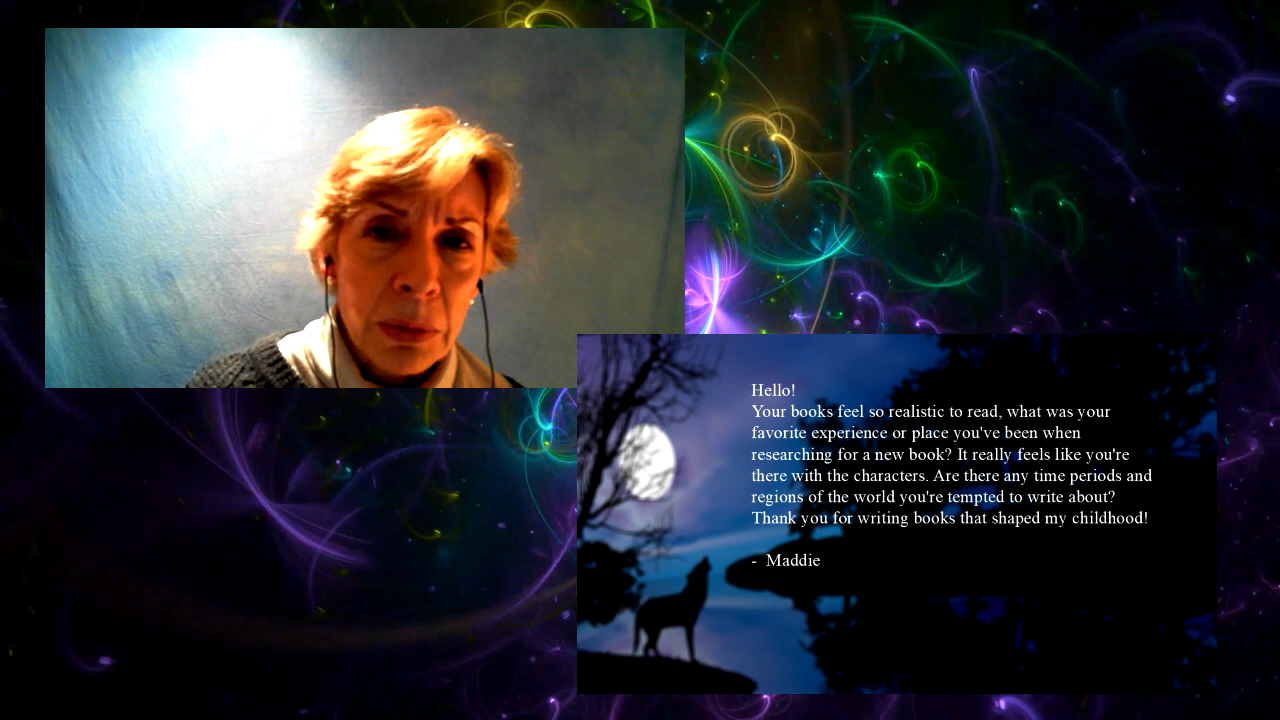 Hello!
Your books feel so realistic to read, what was your
favorite experience or place you've been when
researching for a new book? It really feels like you're
there with the characters. Are there any time periods and
regions of the world you're tempted to write about?
Thank you for writing books that shaped my childhood!
- Maddie